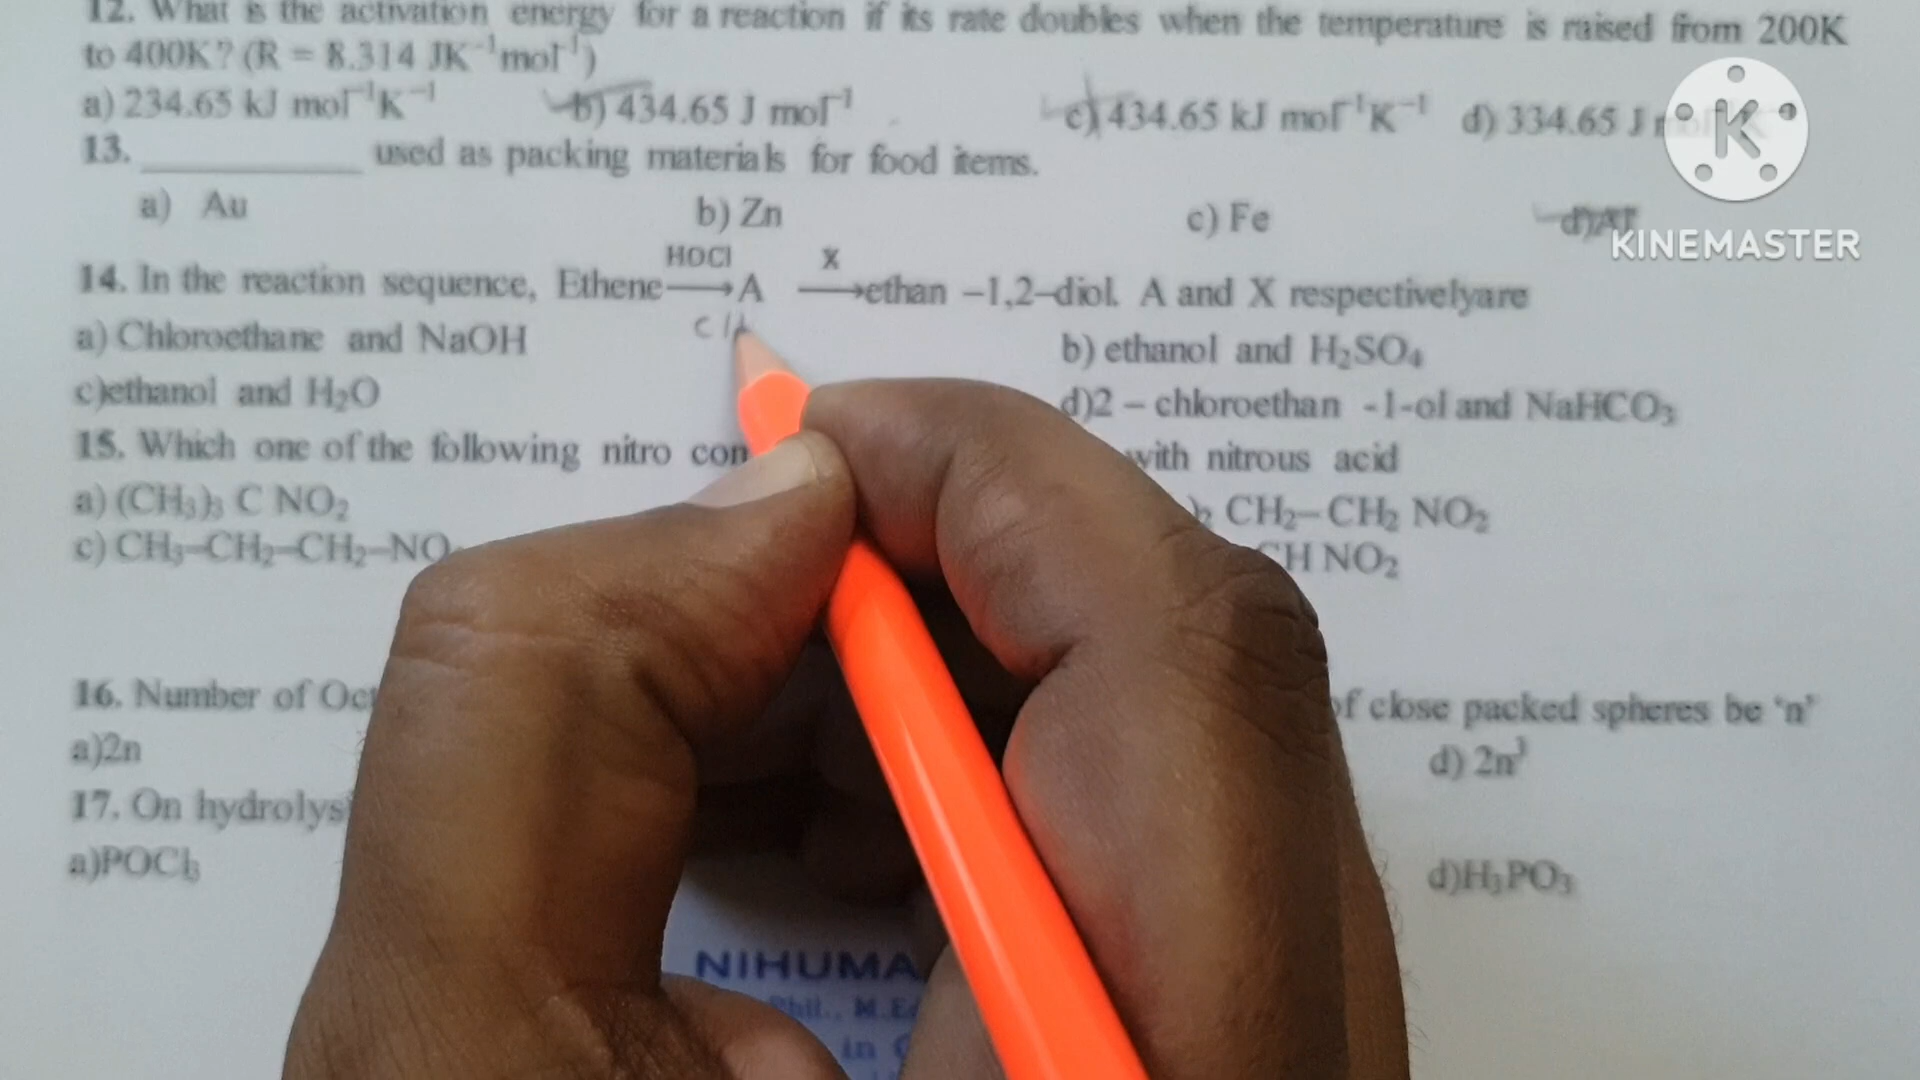 12. What is the activation energy for a reaction if its rate doubles when the temperature is raised from 200K
to 400K? (R = 8.314 JK⁻¹mol⁻¹)
a) 234.65 kJ mol⁻¹K⁻¹ b) 434.65 J mol⁻¹ c) 434.65 kJ mol⁻¹K⁻¹ d) 334.65 J
13. __________ used as packing materials for food items.
a) Au b) Zn c) Fe d)Al
KINEMASTER
HOCl X
14. In the reaction sequence, Ethene⟶A ⟶ethan –1,2–diol. A and X respectivelyare
a) Chloroethane and NaOH b) ethanol and H₂SO₄
c)ethanol and H₂O d)2 – chloroethan -1-ol and NaHCO₃
15. Which one of the following nitro with nitrous acid
a) (CH₃)₃ C NO₂ CH₂–CH₂ NO₂
c) CH₃–CH₂–CH₂–NO CH NO₂
16. Number of Oct of close packed spheres be ‘n’
a)2n
17. On
a)POCl₃ d)H₃PO₃
NIHUMA
Phil., M.Ed
in